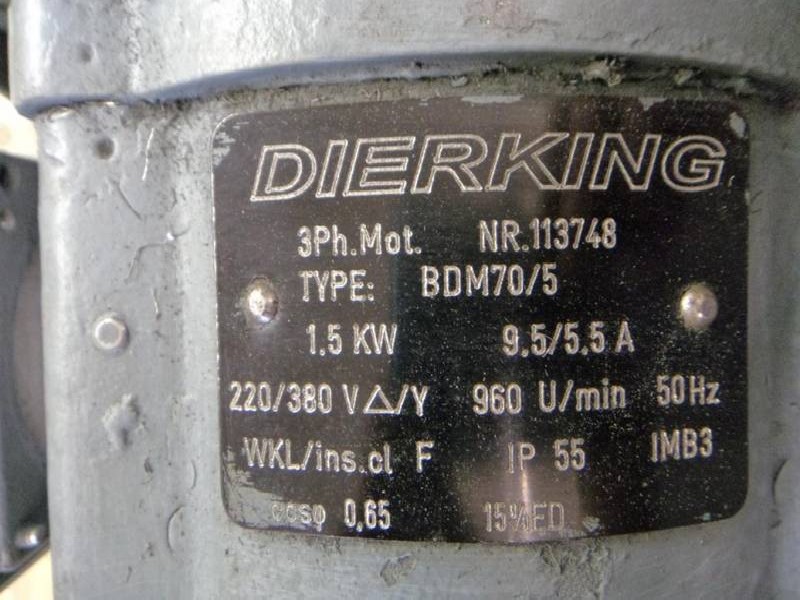 DIERKING
3Ph.Mot. NR.113748
TYPE: BDM70/5
1.5 KW 9,5/5,5 A
220/380 V △/Y 960 U/min 50Hz
WKL/ins.cl F IP 55 IMB3
cosφ 0,65 15%ED